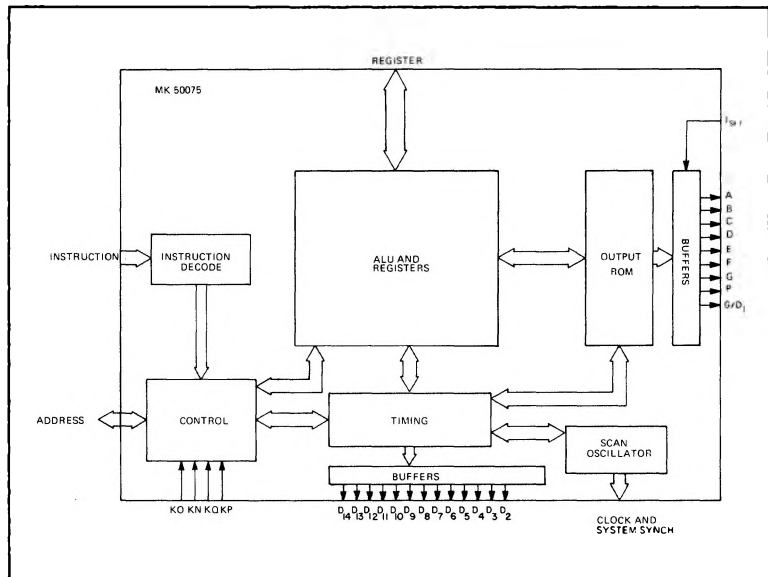 REGISTER
MK 50075
A
B
C
D
E
F
G
P
BUFFERS
OUTPUT
ROM
ALU AND
REGISTERS
INSTRUCTION
INSTRUCTION
DECODE
ADDRESS
CONTROL
TIMING
SCAN
OSCILLATOR
BUFFERS
KO KN KQ KP
D14 D13 D12 D11 D10 D9 D8 D7 D6 D5 D4 D3 D2
CLOCK AND
SYSTEM SYNCH